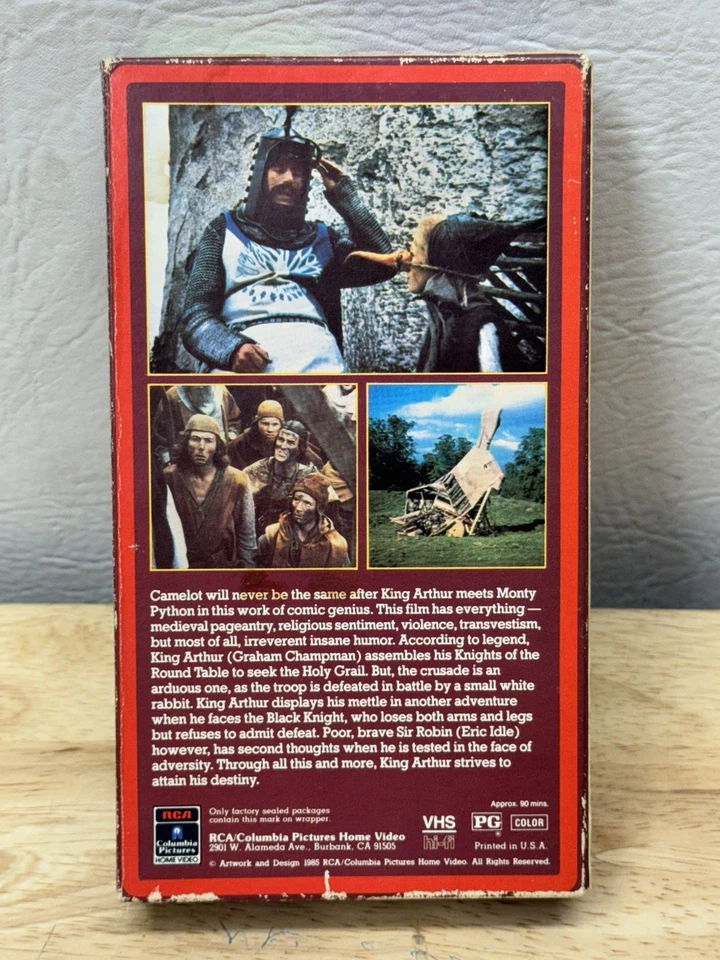 Camelot will never be the same after King Arthur meets Monty
Python in this work of comic genius. This film has everything —
medieval pageantry, religious sentiment, violence, transvestism,
but most of all, irreverent insane humor. According to legend,
King Arthur (Graham Champman) assembles his Knights of the
Round Table to seek the Holy Grail. But, the crusade is an
arduous one, as the troop is defeated in battle by a small white
rabbit. King Arthur displays his mettle in another adventure
when he faces the Black Knight, who loses both arms and legs
but refuses to admit defeat. Poor, brave Sir Robin (Eric Idle)
however, has second thoughts when he is tested in the face of
adversity. Through all this and more, King Arthur strives to
attain his destiny.
Approx. 90 mins.
RCA
Columbia
Pictures
HOME VIDEO
Only factory sealed packages
contain this mark on wrapper.
RCA/Columbia Pictures Home Video
2901 W. Alameda Ave., Burbank, CA 91505
VHS
hi-fi
PG
COLOR
Printed in U.S.A.
© Artwork and Design 1985 RCA/Columbia Pictures Home Video. All Rights Reserved.